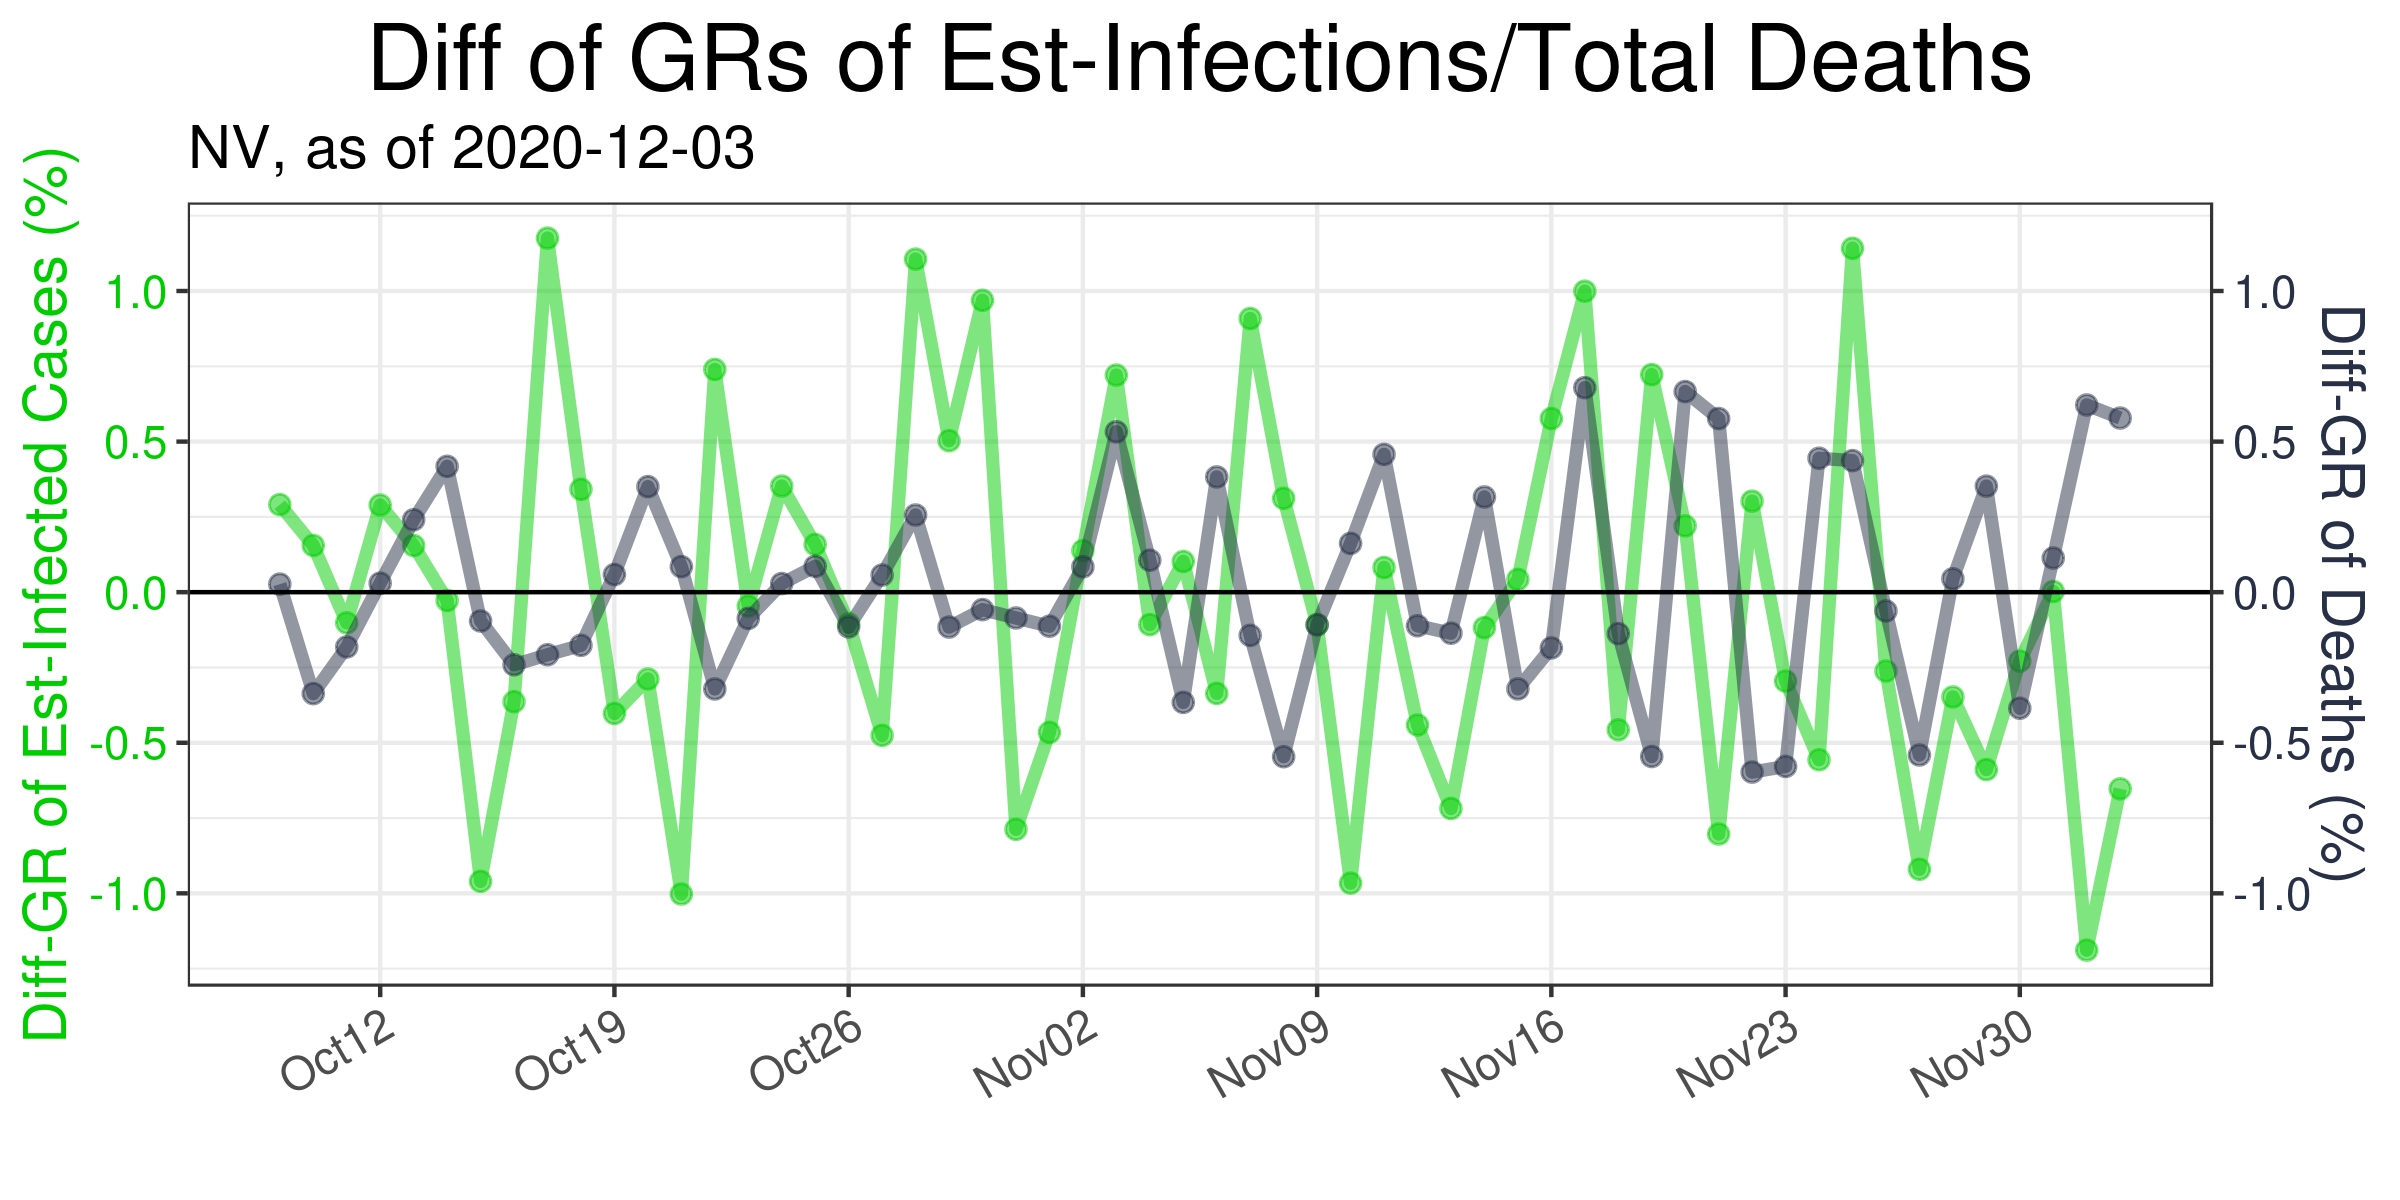 Diff of GRs of Est-Infections/Total Deaths
NV, as of 2020-12-03
Diff-GR of Est-Infected Cases (%)
1.0
0.5
0.0
-0.5
-1.0
1.0
0.5
0.0
-0.5
-1.0
Diff-GR of Deaths (%)
Oct12
Oct19
Oct26
Nov02
Nov09
Nov16
Nov23
Nov30